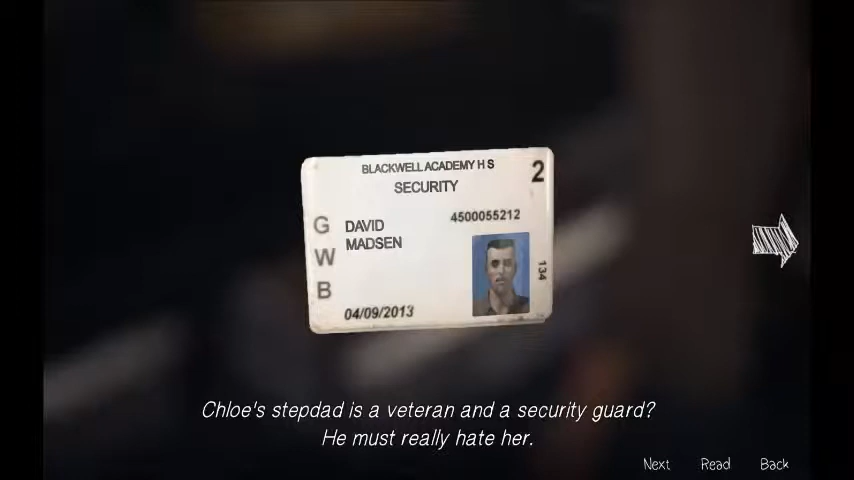 BLACKWELL ACADEMY H S
2
SECURITY
4500055212
G
DAVID
MADSEN
W
B
134
04/09/2013
Chloe's stepdad is a veteran and a security guard?
He must really hate her.
Next Read Back